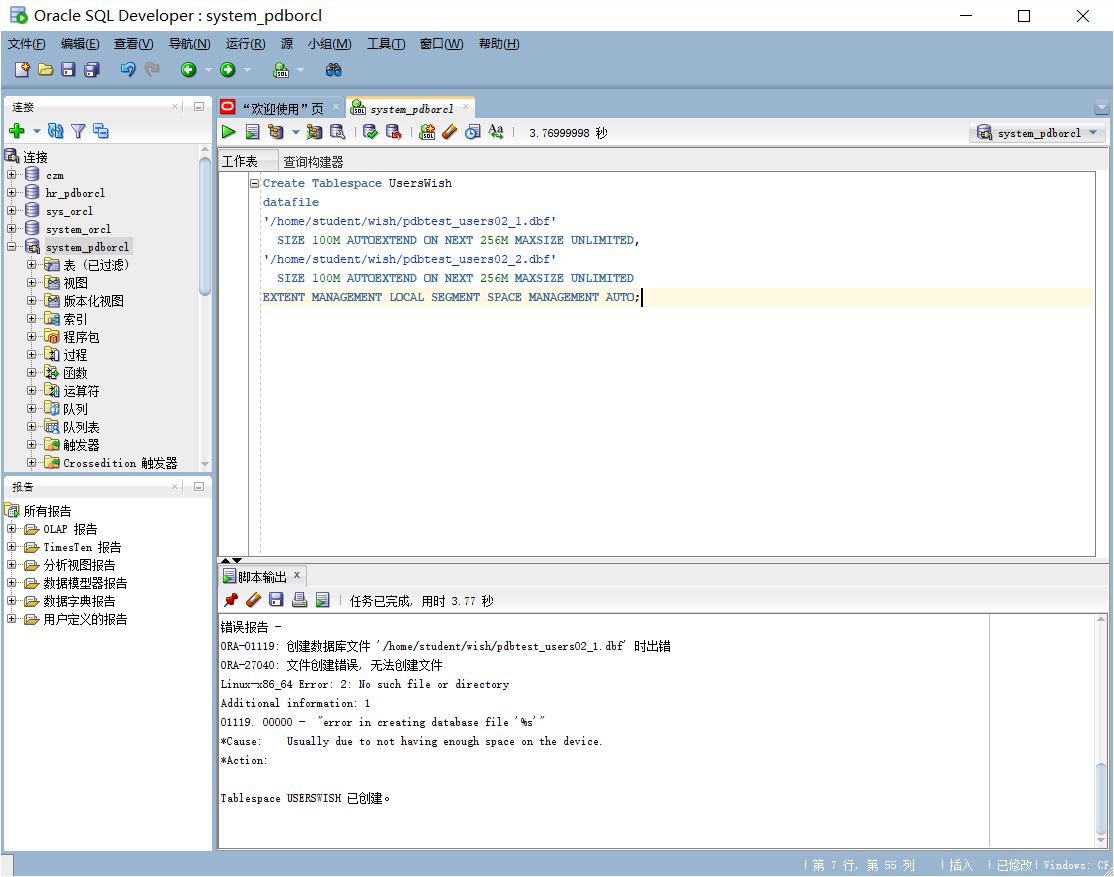 Oracle SQL Developer : system_pdborcl
文件(F) 编辑(E) 查看(V) 导航(N) 运行(R) 源 小组(M) 工具(T) 窗口(W) 帮助(H)
连接
连接
czm
hr_pdborcl
sys_orcl
system_orcl
system_pdborcl
表 (已过滤)
视图
版本化视图
索引
程序包
过程
函数
运算符
队列
队列表
触发器
Crossedition 触发器
报告
所有报告
OLAP 报告
TimesTen 报告
分析视图报告
数据模型器报告
数据字典报告
用户定义的报告
“欢迎使用”页 system_pdborcl
3.76999998 秒 system_pdborcl
工作表 查询构建器
Create Tablespace UsersWish
datafile
'/home/student/wish/pdbtest_users02_1.dbf'
SIZE 100M AUTOEXTEND ON NEXT 256M MAXSIZE UNLIMITED,
'/home/student/wish/pdbtest_users02_2.dbf'
SIZE 100M AUTOEXTEND ON NEXT 256M MAXSIZE UNLIMITED
EXTENT MANAGEMENT LOCAL SEGMENT SPACE MANAGEMENT AUTO;
脚本输出 x
任务已完成, 用时 3.77 秒
错误报告 -
ORA-01119: 创建数据库文件 '/home/student/wish/pdbtest_users02_1.dbf' 时出错
ORA-27040: 文件创建错误, 无法创建文件
Linux-x86_64 Error: 2: No such file or directory
Additional information: 1
01119. 00000 -  "error in creating database file '%s'"
*Cause:    Usually due to not having enough space on the device.
*Action:
Tablespace USERSWISH 已创建。
第 7 行, 第 55 列 插入 已修改 Windows: CR